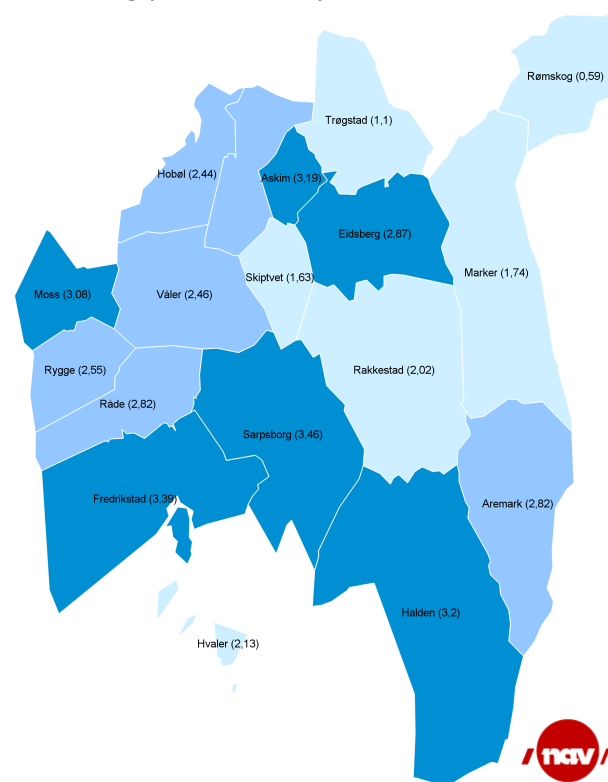 Rømskog (0,59)
Trøgstad (1,1)
Hobøl (2,44)
Askim (3,19)
Eidsberg (2,87)
Marker (1,74)
Skiptvet (1,63)
Moss (3,08)
Våler (2,46)
Rygge (2,55)
Rakkestad (2,02)
Råde (2,82)
Sarpsborg (3,46)
Fredrikstad (3,39)
Aremark (2,82)
Halden (3,2)
Hvaler (2,13)
nav